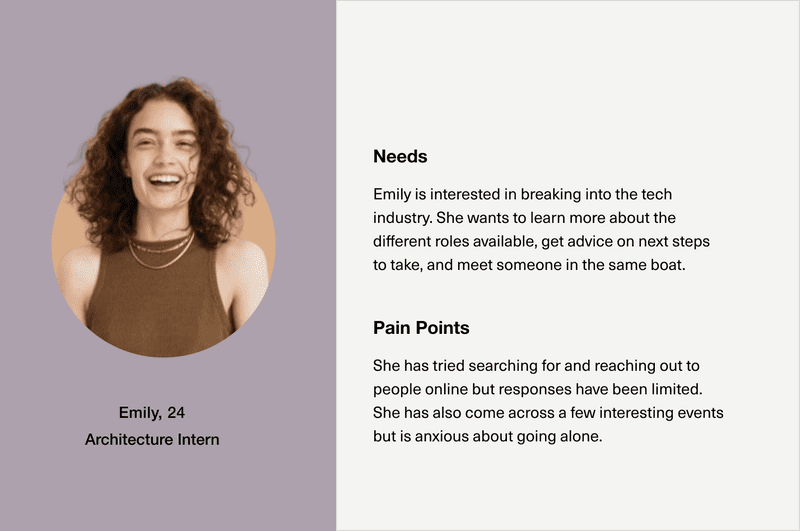 Emily, 24
Architecture Intern
Needs
Emily is interested in breaking into the tech
industry. She wants to learn more about the
different roles available, get advice on next steps
to take, and meet someone in the same boat.
Pain Points
She has tried searching for and reaching out to
people online but responses have been limited.
She has also come across a few interesting events
but is anxious about going alone.